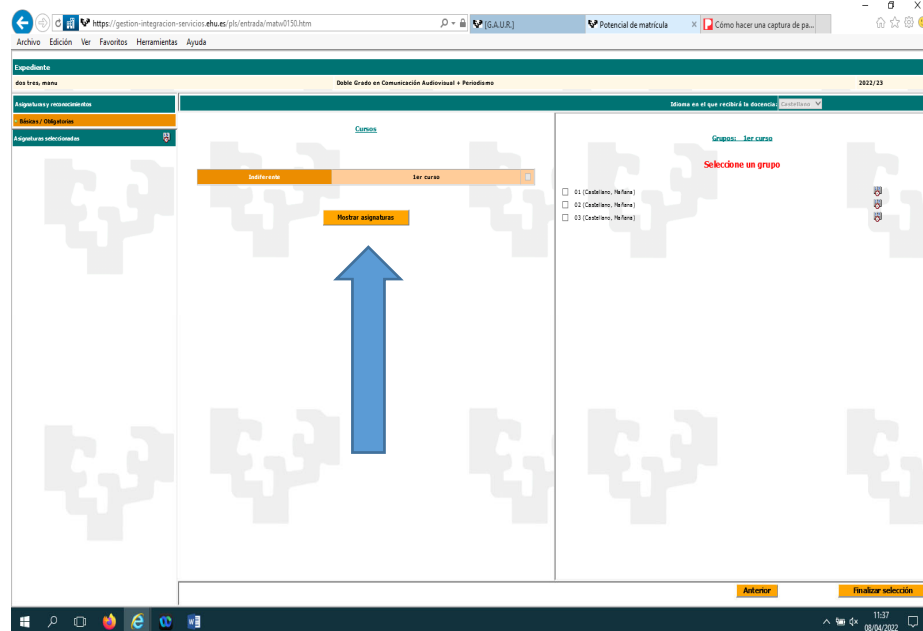 https://gestion-integracion-servicios.ehu.es/pls/entrada/matw0150.htm
[G.A.U.R.]
Potencial de matrícula
Cómo hacer una captura de pa...
Archivo Edición Ver Favoritos Herramientas Ayuda
Expediente
dos tres, manu
Doble Grado en Comunicación Audiovisual + Periodismo
2022/23
Asignaturas y reconocimientos
Idioma en el que recibirá la docencia: Castellano
Básicas / Obligatorias
Asignaturas seleccionadas
Cursos
Indiferente
1er curso
Mostrar asignaturas
Grupos: 1er curso
Seleccione un grupo
01 (Castellano, Mañana)
02 (Castellano, Mañana)
03 (Castellano, Mañana)
Anterior
Finalizar selección
11:37
08/04/2022